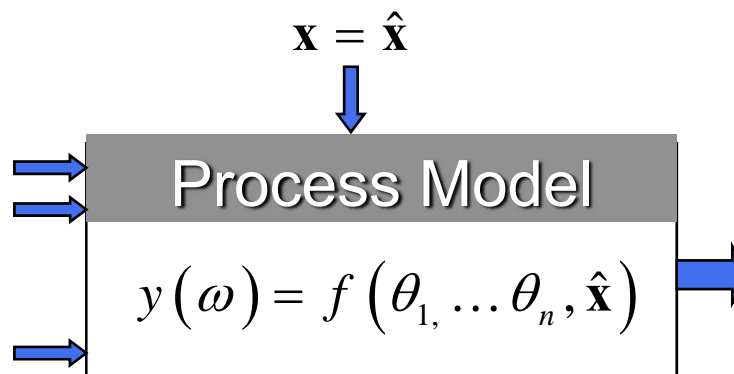 x = x̂
Process Model
y(ω) = f(θ₁, … θₙ, x̂)